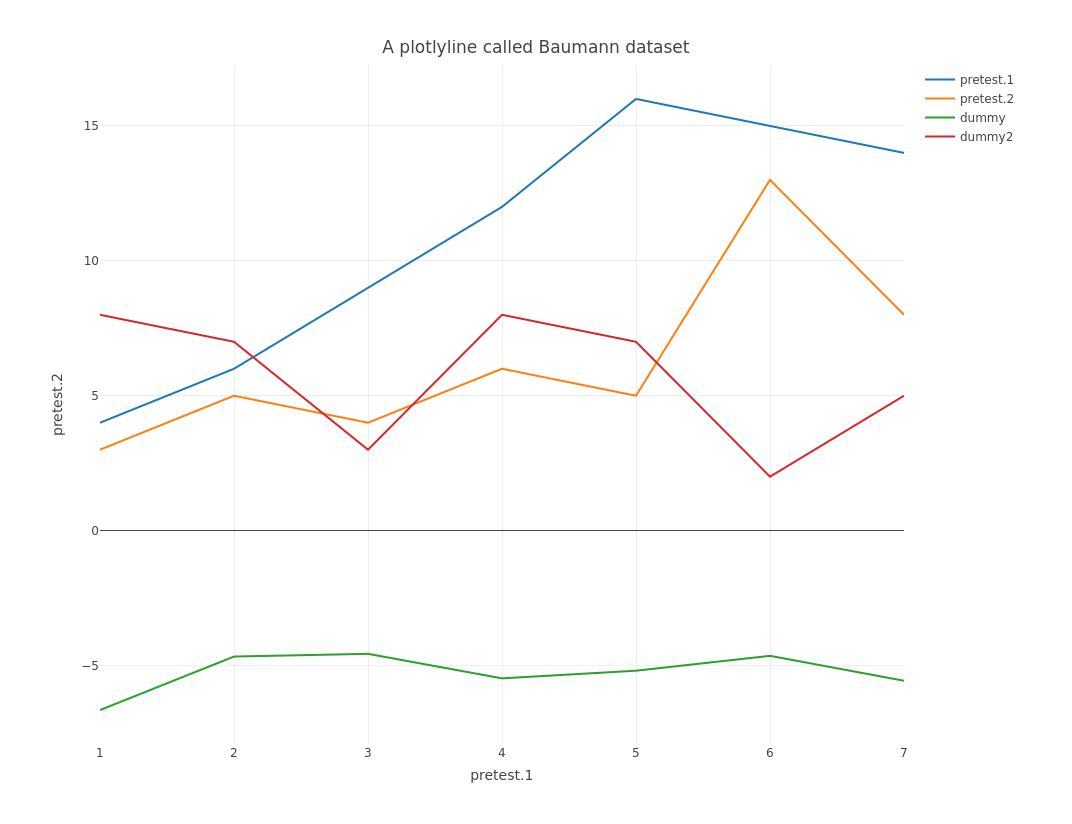 A plotlyline called Baumann dataset
pretest.1
pretest.2
dummy
dummy2
15
10
5
0
−5
pretest.2
1 2 3 4 5 6 7
pretest.1